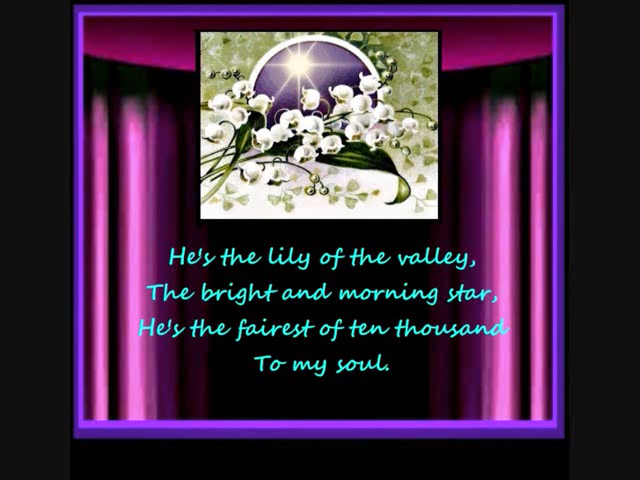 He's the lily of the valley,
The bright and morning star,
He's the fairest of ten thousand
To my soul.